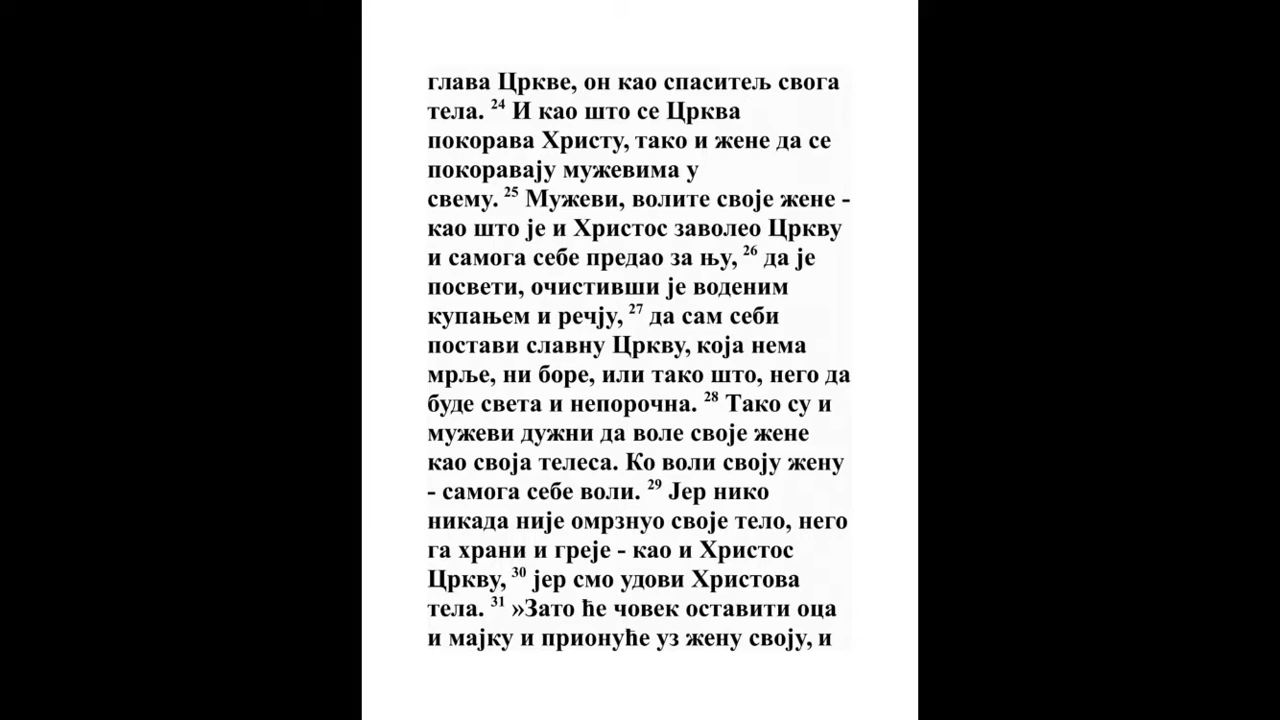 глава Цркве, он као спаситељ свога
тела. 24 И као што се Црква
покорава Христу, тако и жене да се
покоравају мужевима у
свему. 25 Мужеви, волите своје жене -
као што је и Христос заволео Цркву
и самога себе предао за њу, 26 да је
посвети, очистивши је воденим
купањем и речју, 27 да сам себи
постави славну Цркву, која нема
мрље, ни боре, или тако што, него да
буде света и непорочна. 28 Тако су и
мужеви дужни да воле своје жене
као своја телеса. Ко воли своју жену
- самога себе воли. 29 Јер нико
никада није омрзнуо своје тело, него
га храни и греје - као и Христос
Цркву, 30 јер смо удови Христова
тела. 31 »Зато ће човек оставити оца
и мајку и прионуће уз жену своју, и